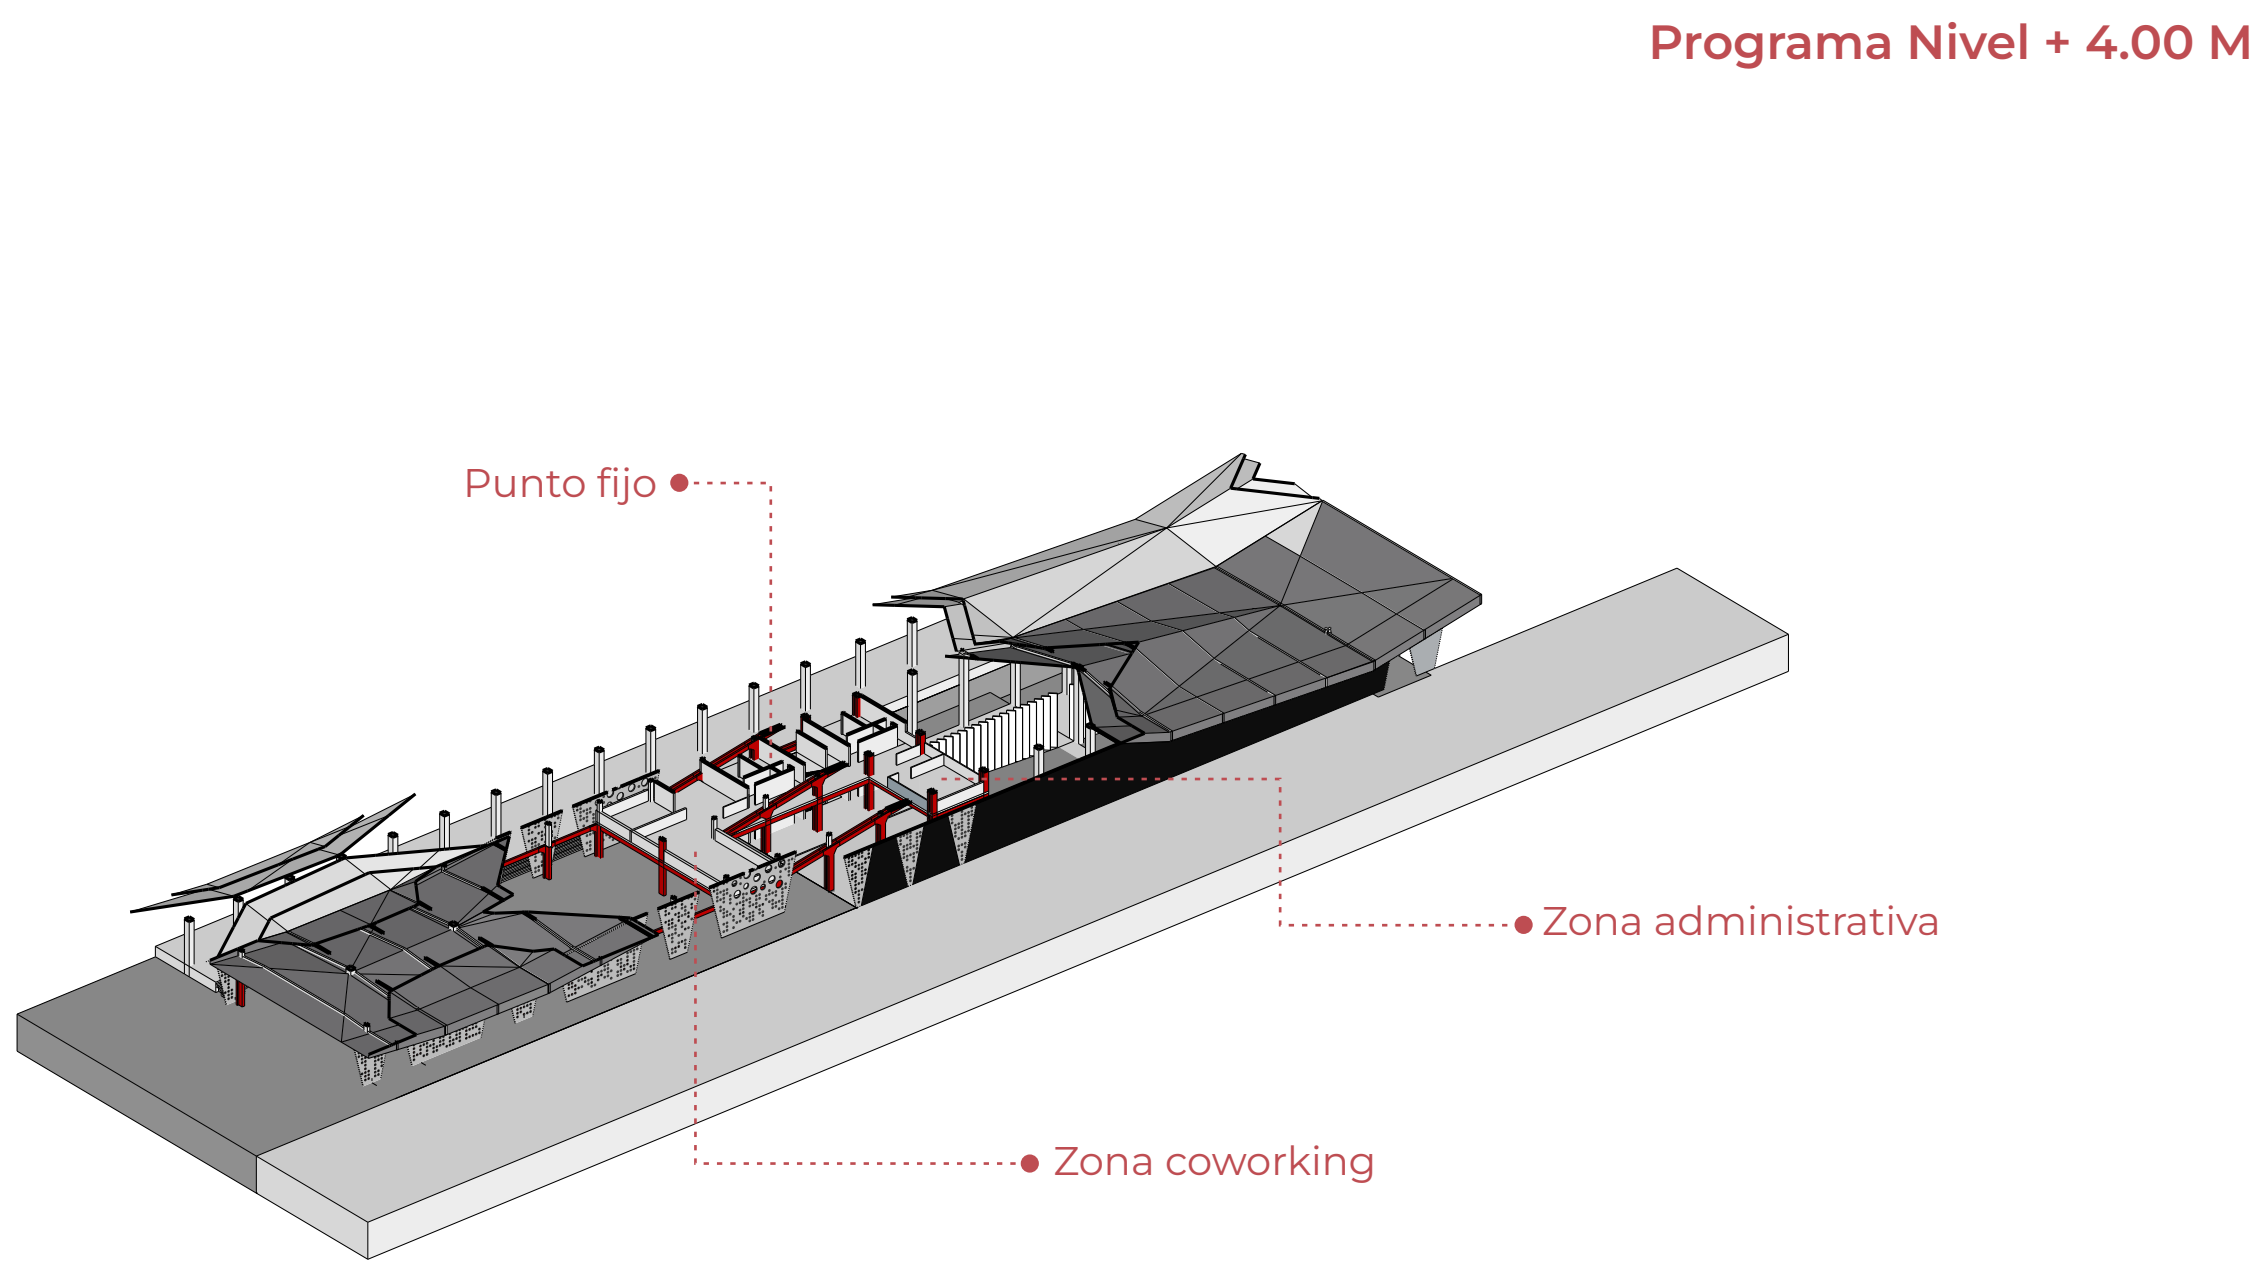 Programa Nivel + 4.00 M
Punto fijo
Zona administrativa
Zona coworking